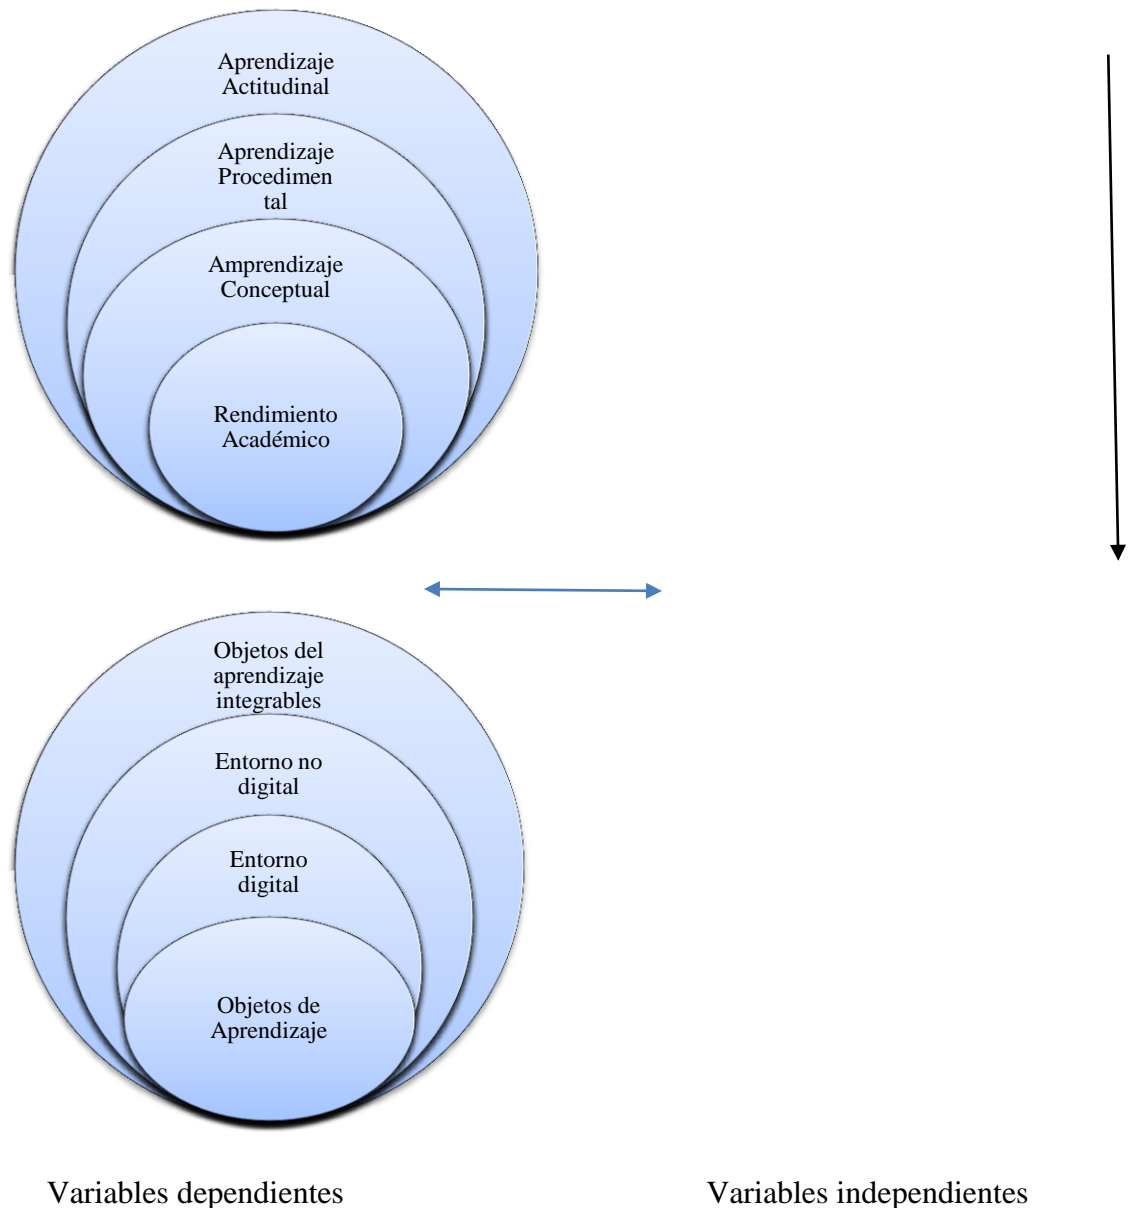 Aprendizaje
Actitudinal
Aprendizaje
Procedimen
tal
Amprendizaje
Conceptual
Rendimiento
Académico
Objetos del
aprendizaje
integrables
Entorno no
digital
Entorno
digital
Objetos de
Aprendizaje
Variables dependientes
Variables independientes